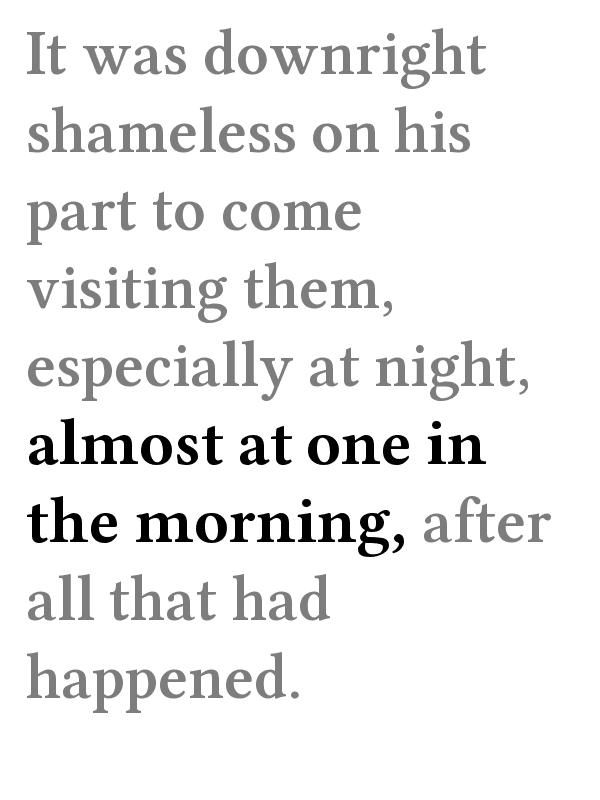 It was downright
shameless on his
part to come
visiting them,
especially at night,
almost at one in
the morning, after
all that had
happened.